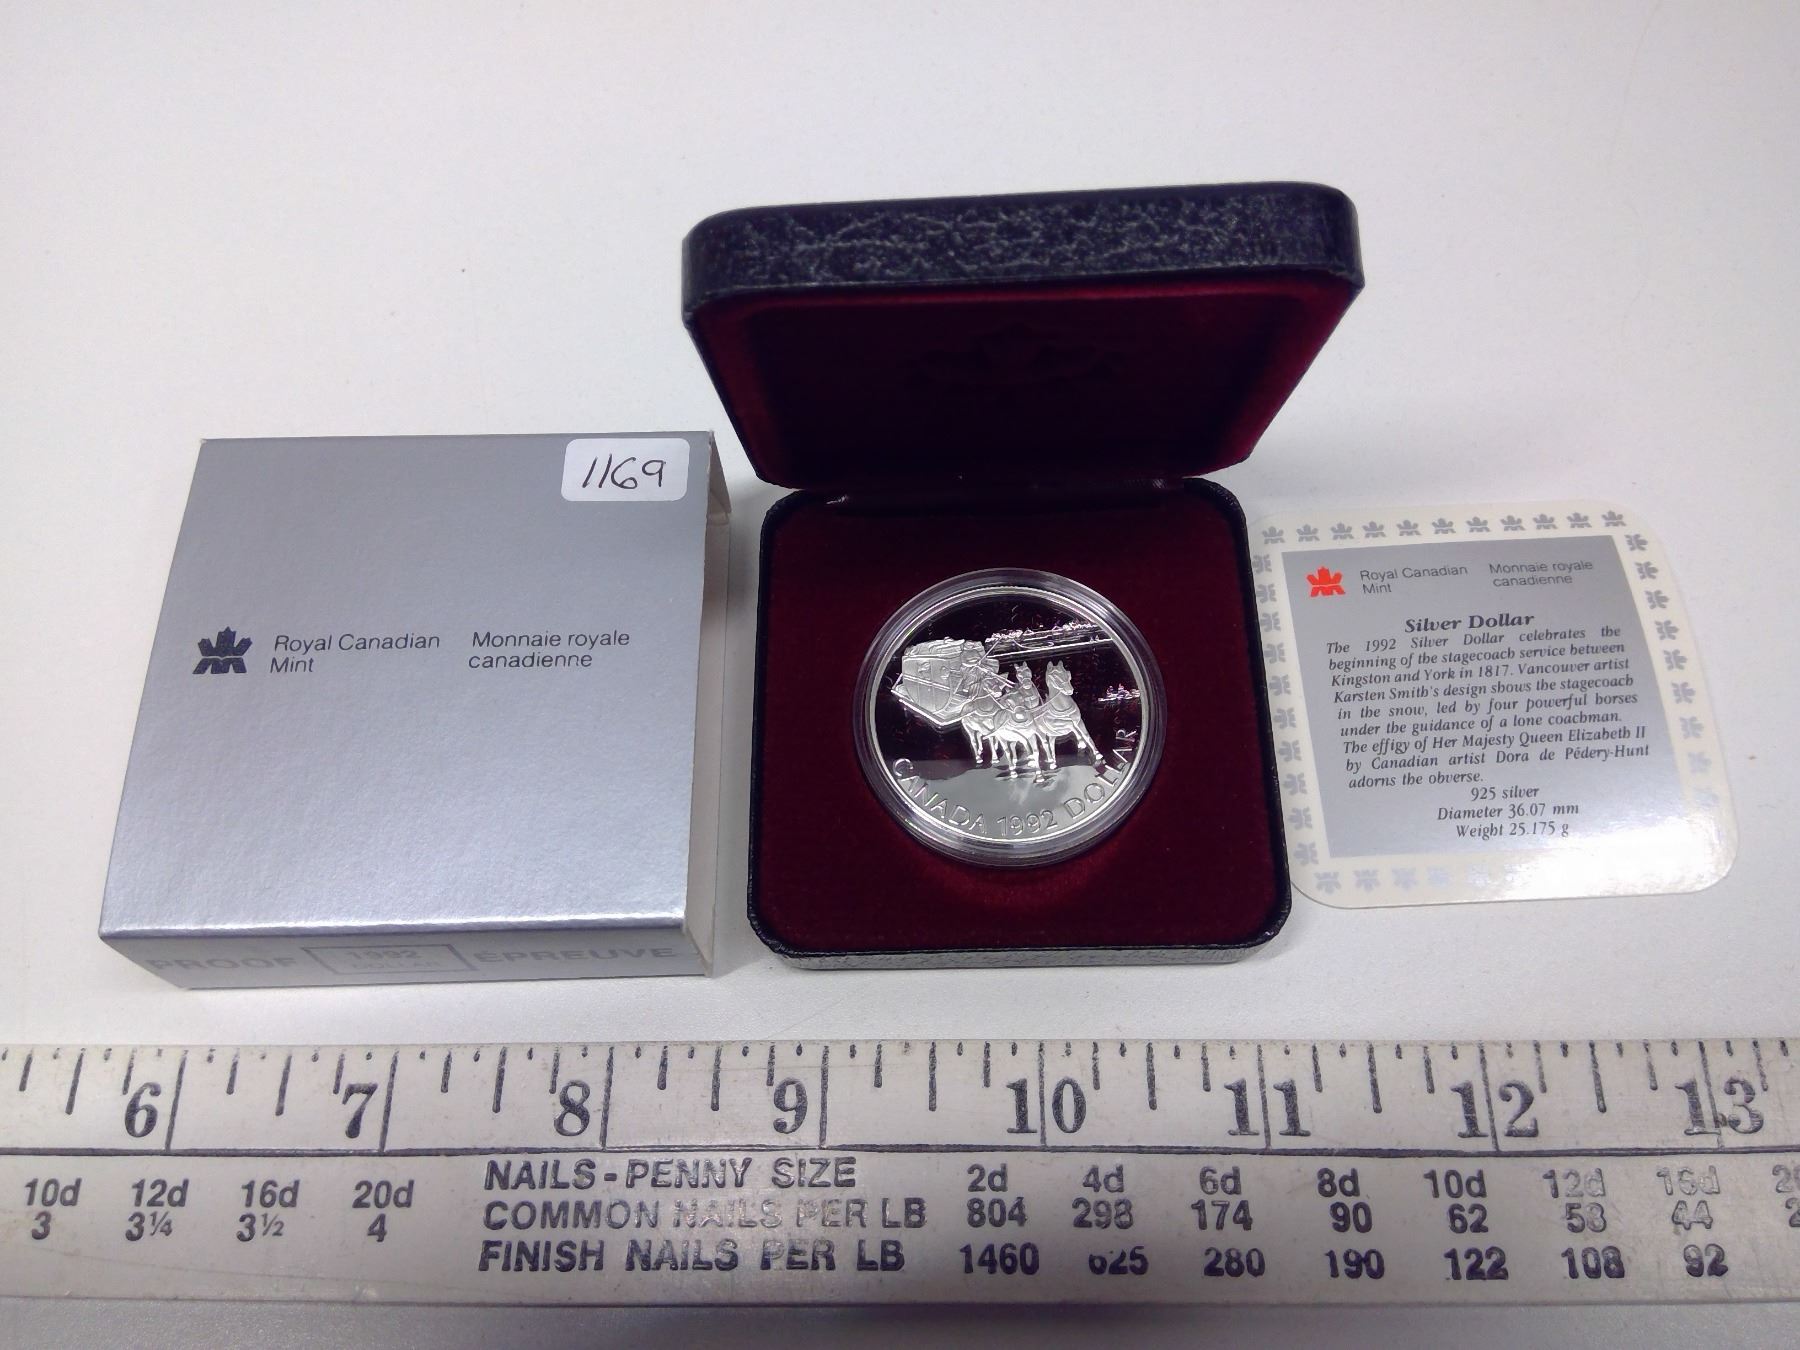 1169
Royal Canadian Mint
Monnaie royale canadienne
PROOF 1992 DOLLAR ÉPREUVE
CANADA 1992 DOLLAR
Royal Canadian Mint
Monnaie royale canadienne
Silver Dollar
The 1992 Silver Dollar celebrates the
beginning of the stagecoach service between
Kingston and York in 1817. Vancouver artist
Karsten Smith's design shows the stagecoach
in the snow, led by four powerful horses
under the guidance of a lone coachman.
The effigy of Her Majesty Queen Elizabeth II
by Canadian artist Dora de Pédery-Hunt
adorns the obverse.
925 silver
Diameter 36.07 mm
Weight 25.175 g
6 7 8 9 10 11 12 13
10d 12d 16d 20d NAILS-PENNY SIZE 2d 4d 6d 8d 10d 12d 16d
3 3¼ 3½ 4 COMMON NAILS PER LB 804 298 174 90 62 53 44
FINISH NAILS PER LB 1460 625 280 190 122 108 92